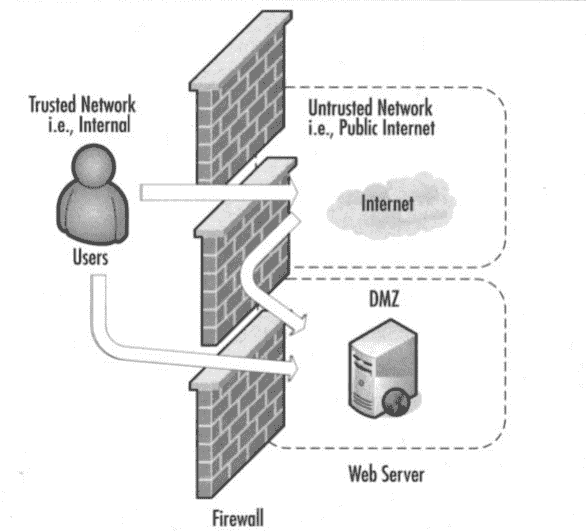 Trusted Network
i.e., Internal
Untrusted Network
i.e., Public Internet
Internet
Users
DMZ
Web Server
Firewall